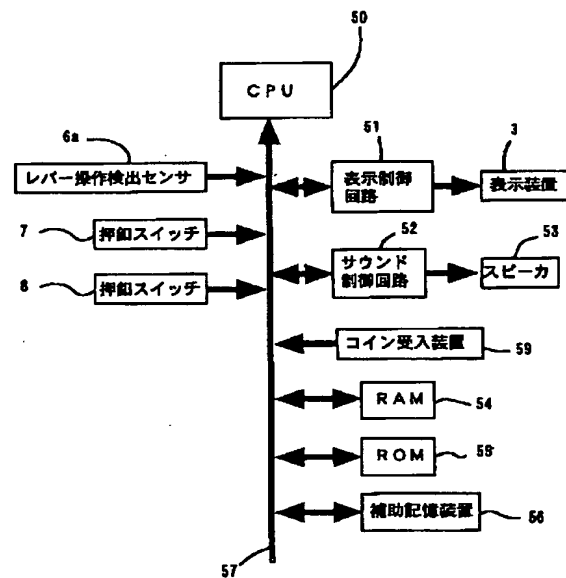 50
CPU
6a
レバー操作検出センサ
51
表示制御
回路
3
表示装置
7
押釦スイッチ
52
サウンド
制御回路
53
スピーカ
8
押釦スイッチ
コイン受入装置
59
RAM
54
ROM
55
補助記憶装置
56
57